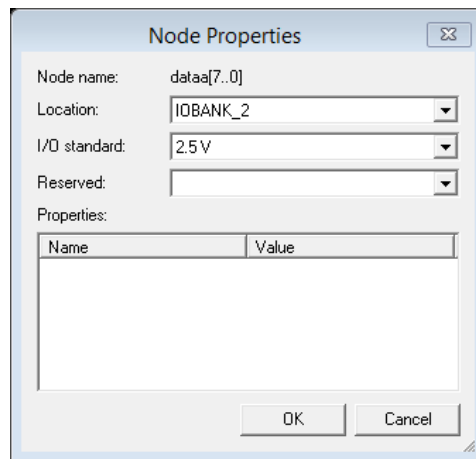 Node Properties
Node name: dataa[7..0]
Location: IOBANK_2
I/O standard: 2.5 V
Reserved:
Properties:
Name Value
OK Cancel